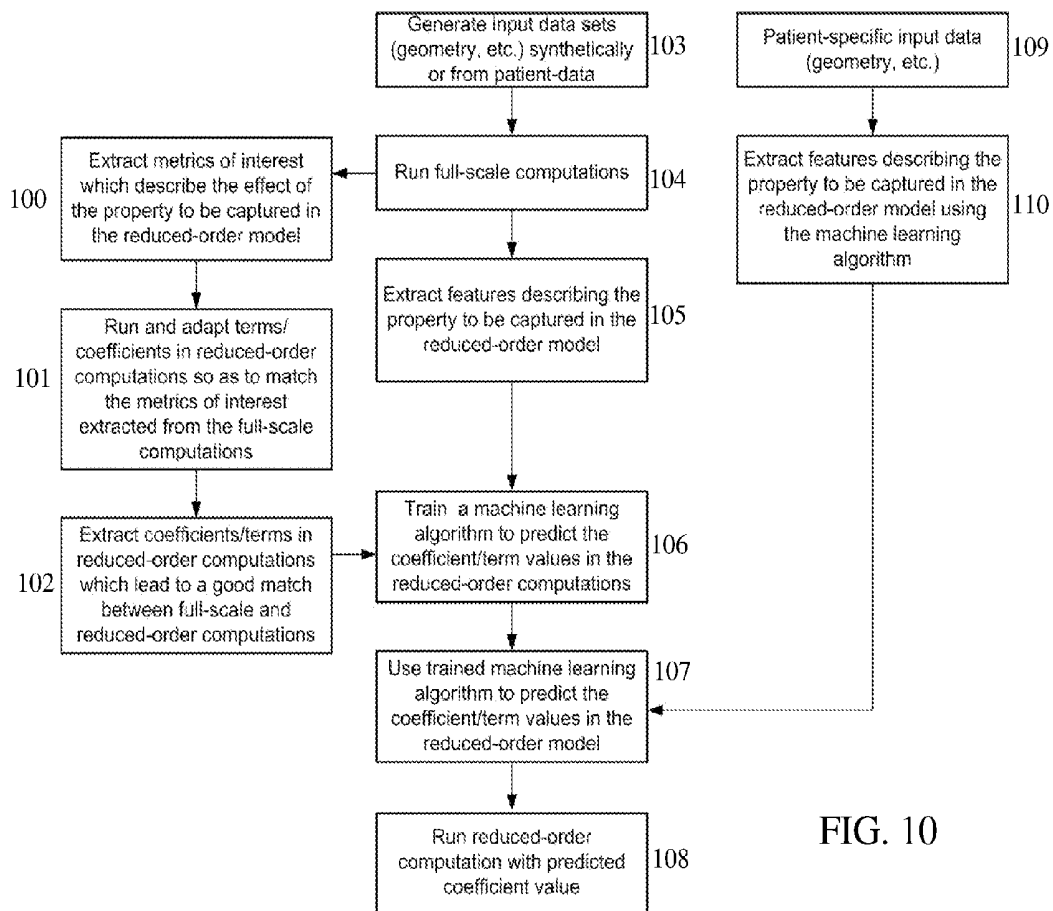 Generate input data sets
(geometry, etc.) synthetically
or from patient-data
103
Patient-specific input data
(geometry, etc.)
109
Extract metrics of interest
which describe the effect of
the property to be captured in
the reduced-order model
100
Run full-scale computations
104
Extract features describing the
property to be captured in the
reduced-order model using
the machine learning
algorithm
110
Run and adapt terms/
coefficients in reduced-order
computations so as to match
the metrics of interest
extracted from the full-scale
computations
101
Extract features describing the
property to be captured in the
reduced-order model
105
Extract coefficients/terms in
reduced-order computations
which lead to a good match
between full-scale and
reduced-order computations
102
Train a machine learning
algorithm to predict the
coefficient/term values in
the reduced-order computations
106
Use trained machine learning
algorithm to predict the
coefficient/term values in the
reduced-order model
107
Run reduced-order
computation with predicted
coefficient value
108
FIG. 10